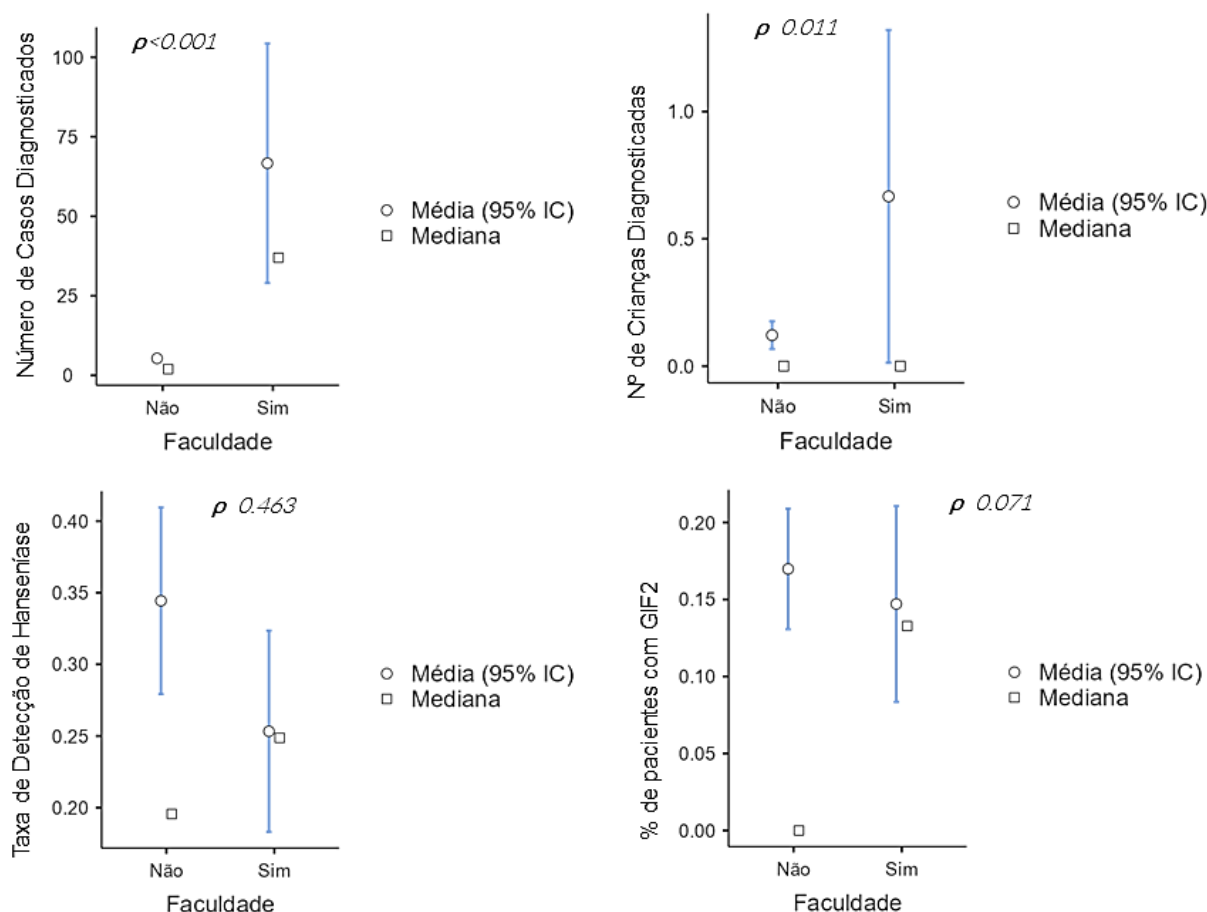 Número de Casos Diagnosticados
ρ<0.001
100
75
50
25
0
Não
Sim
Faculdade
Média (95% IC)
Mediana
Nº de Crianças Diagnosticadas
ρ 0.011
1.0
0.5
0.0
Não
Sim
Faculdade
Média (95% IC)
Mediana
Taxa de Detecção de Hanseníase
ρ 0.463
0.40
0.35
0.30
0.25
0.20
Não
Sim
Faculdade
Média (95% IC)
Mediana
% de pacientes com GIF2
ρ 0.071
0.20
0.15
0.10
0.05
0.00
Não
Sim
Faculdade
Média (95% IC)
Mediana